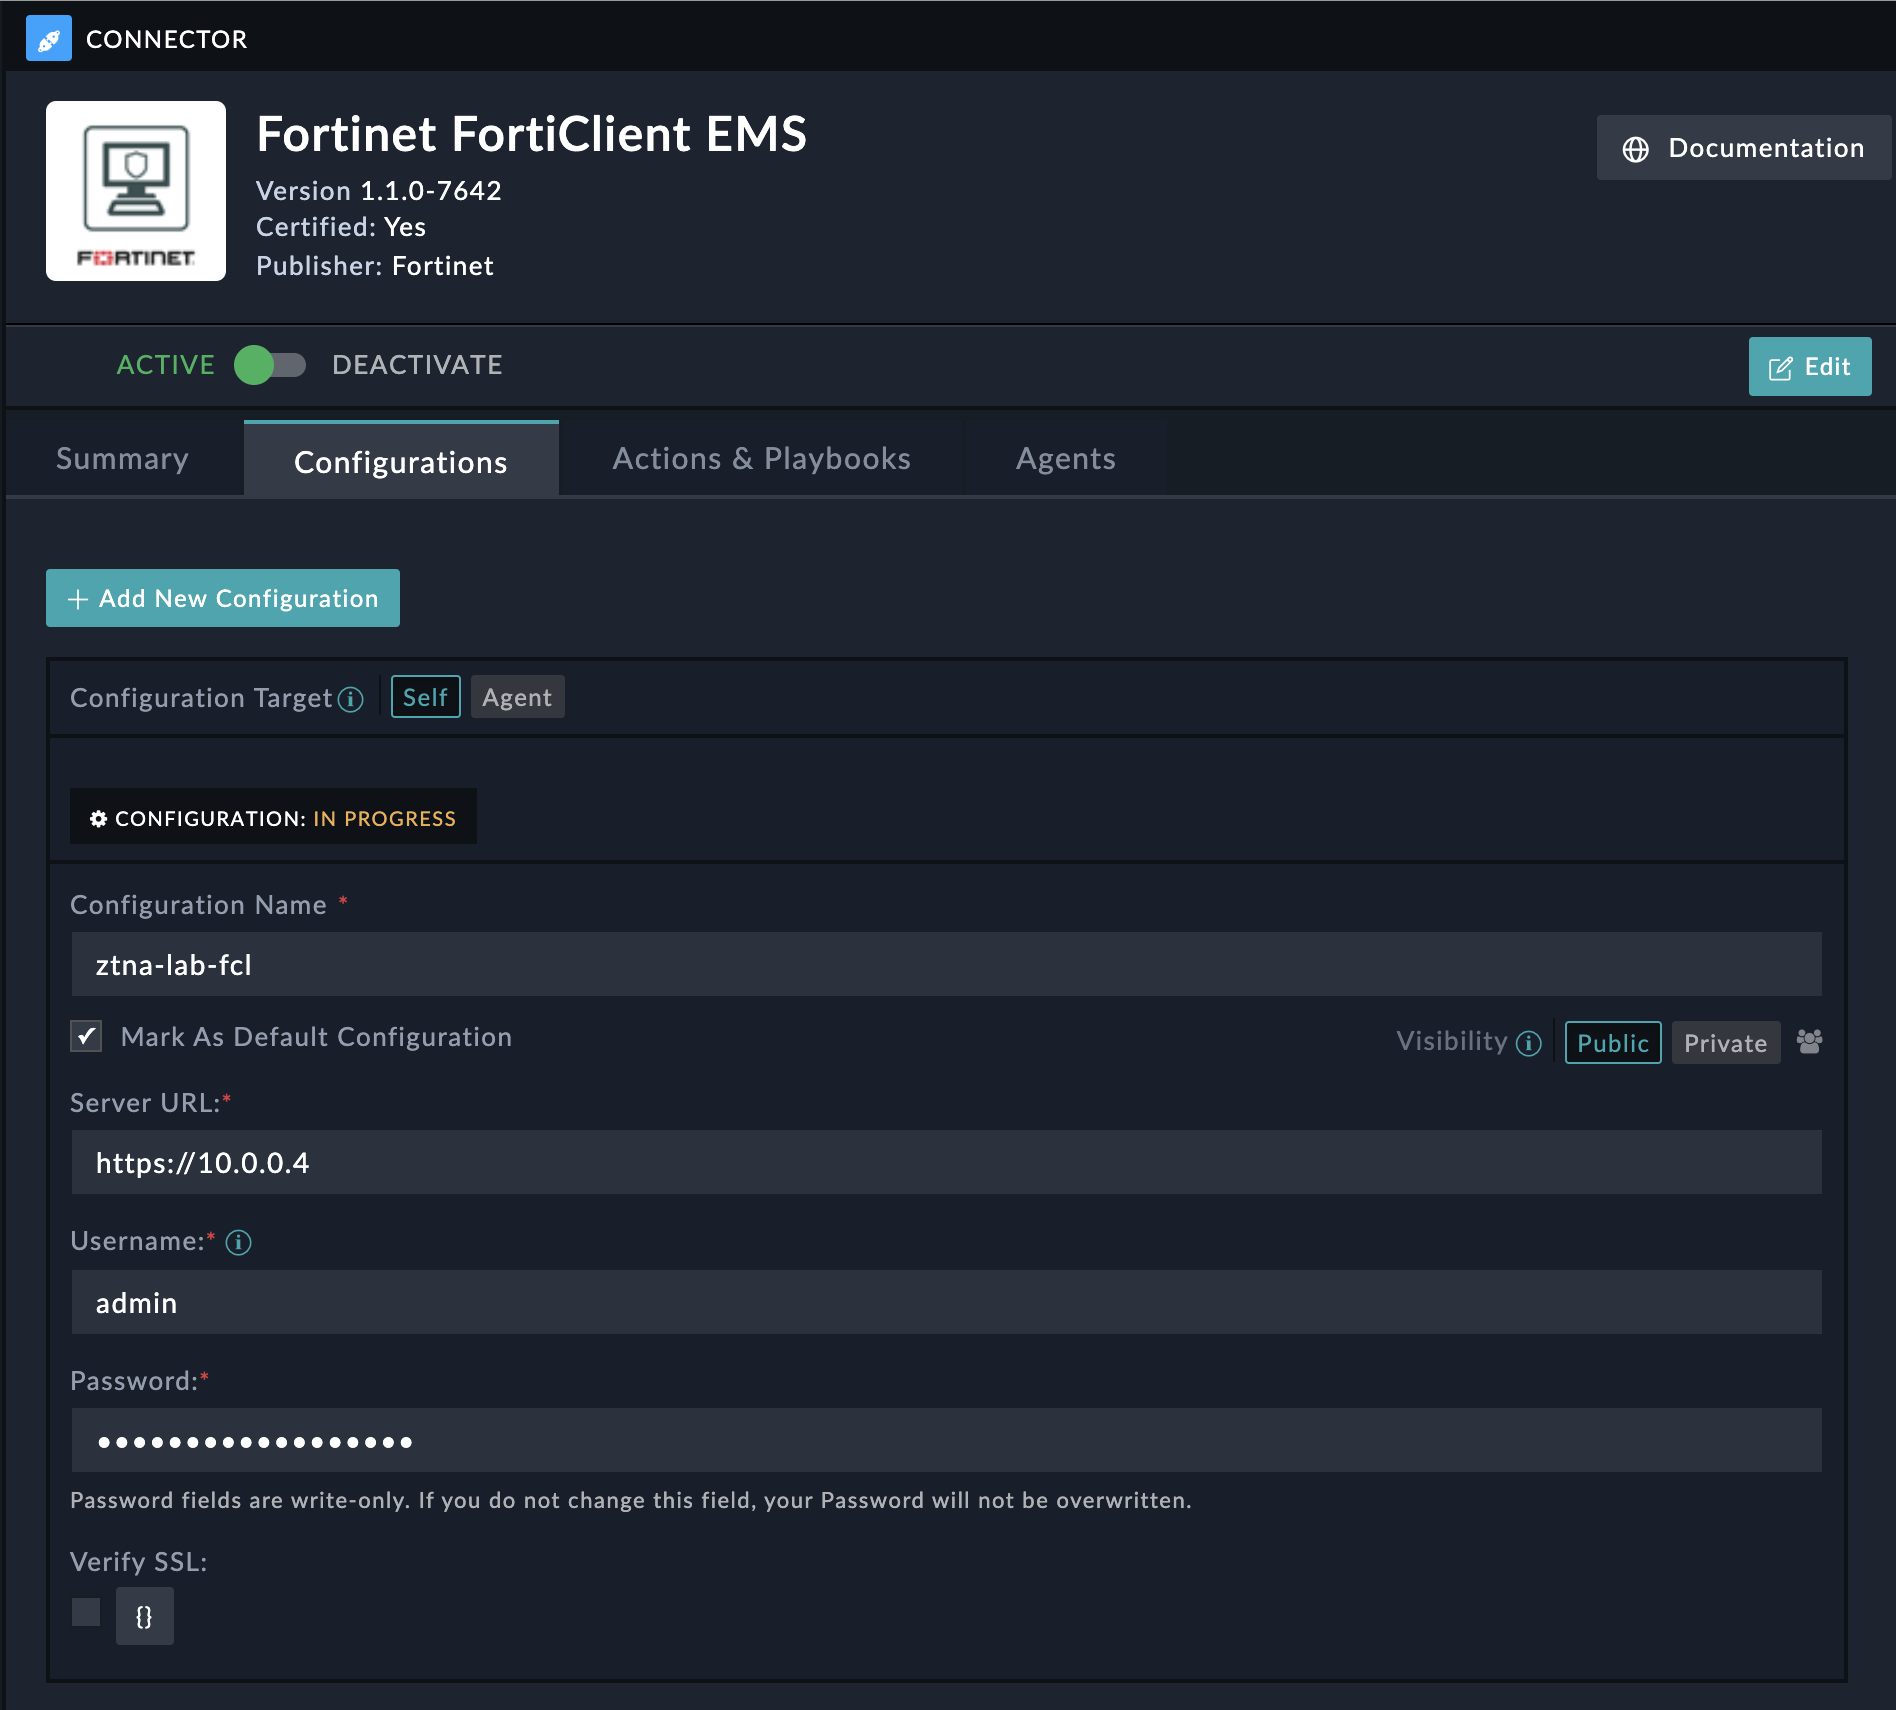 CONNECTOR
FORTINET
Fortinet FortiClient EMS
Version 1.1.0-7642
Certified: Yes
Publisher: Fortinet
Documentation
ACTIVE DEACTIVATE
Edit
Summary Configurations Actions & Playbooks Agents
+ Add New Configuration
Configuration Target i Self Agent
CONFIGURATION: IN PROGRESS
Configuration Name *
ztna-lab-fcl
Mark As Default Configuration Visibility i Public Private
Server URL:*
https://10.0.0.4
Username:* i
admin
Password:*
••••••••••••••••••
Password fields are write-only. If you do not change this field, your Password will not be overwritten.
Verify SSL:
{}